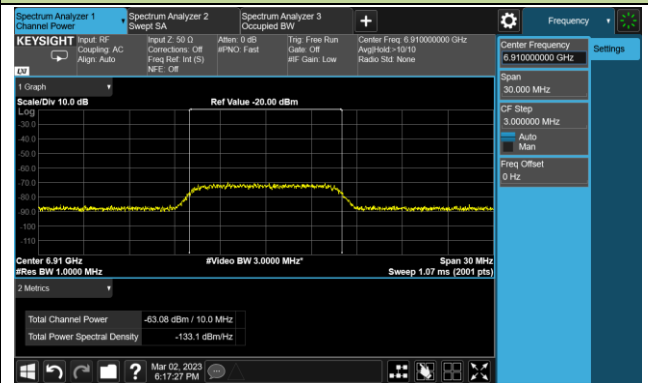 Spectrum Analyzer 1
Channel Power
Spectrum Analyzer 2
Swept SA
Spectrum Analyzer 3
Occupied BW
+
Frequency
KEYSIGHT
Input: RF
Coupling: AC
Align: Auto
Input Z: 50 Ω
Corrections: Off
Freq Ref: Int (S)
NFE: Off
Atten: 0 dB
#PNO: Fast
Trig: Free Run
Gate: Off
#IF Gain: Low
Center Freq: 6.910000000 GHz
Avg|Hold:>10/10
Radio Std: None
LXI
1 Graph
Scale/Div 10.0 dB
Ref Value -20.00 dBm
Log
-30.0
-40.0
-50.0
-60.0
-70.0
-80.0
-90.0
-100
-110
Center 6.91 GHz
#Video BW 3.0000 MHz*
Span 30 MHz
#Res BW 1.0000 MHz
Sweep 1.07 ms (2001 pts)
2 Metrics
Total Channel Power
-63.08 dBm / 10.0 MHz
Total Power Spectral Density
-133.1 dBm/Hz
Mar 02, 2023
6:17:27 PM
?
Center Frequency
6.910000000 GHz
Settings
Span
30.000 MHz
CF Step
3.000000 MHz
Auto
Man
Freq Offset
0 Hz